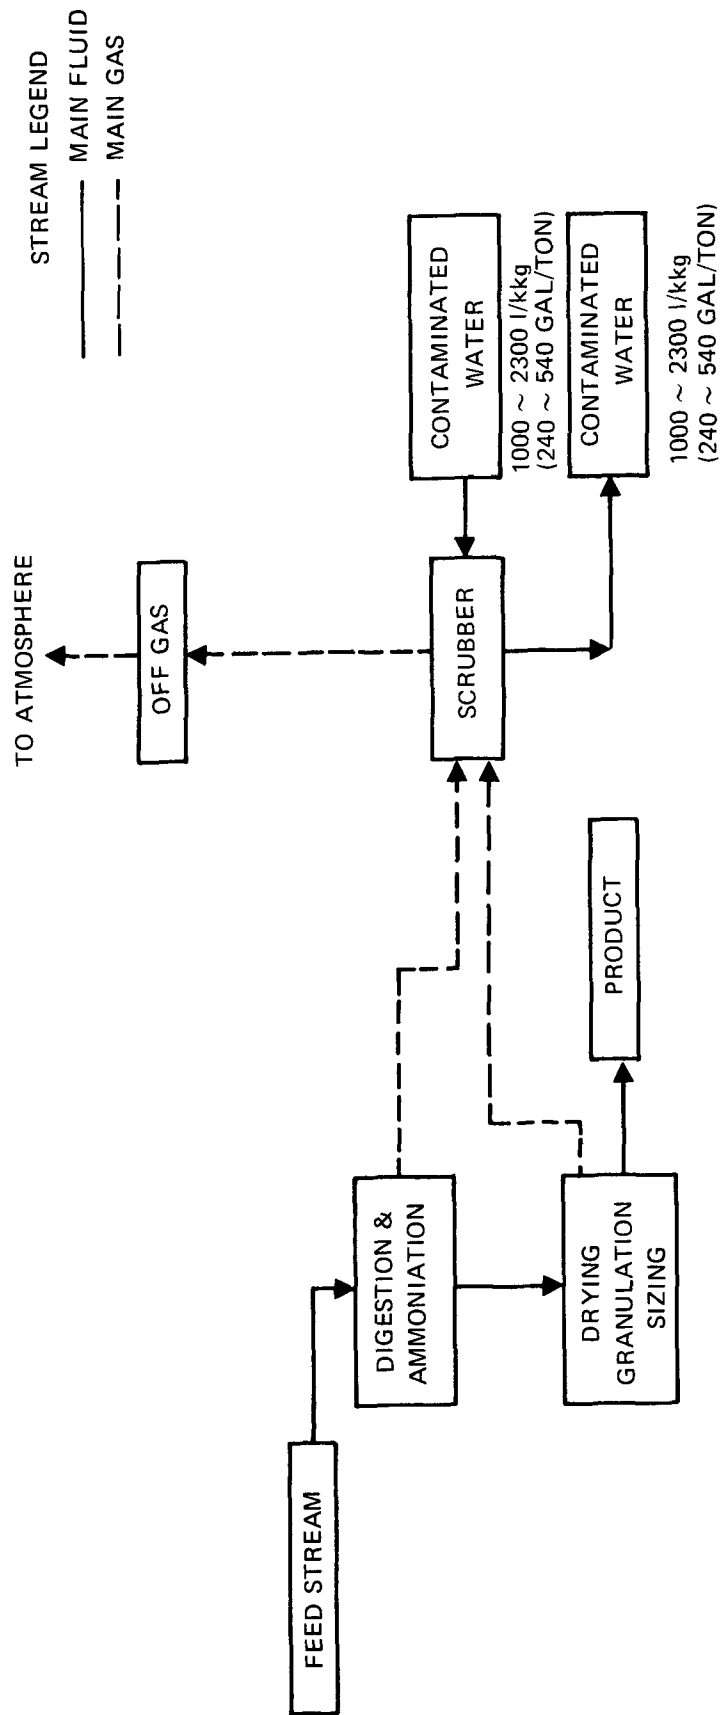 STREAM LEGEND
MAIN FLUID
MAIN GAS
TO ATMOSPHERE
OFF GAS
SCRUBBER
CONTAMINATED
WATER
1000 ~ 2300 l/kkg
(240 ~ 540 GAL/TON)
CONTAMINATED
WATER
1000 ~ 2300 l/kkg
(240 ~ 540 GAL/TON)
FEED STREAM
DIGESTION &
AMMONIATION
DRYING
GRANULATION
SIZING
PRODUCT